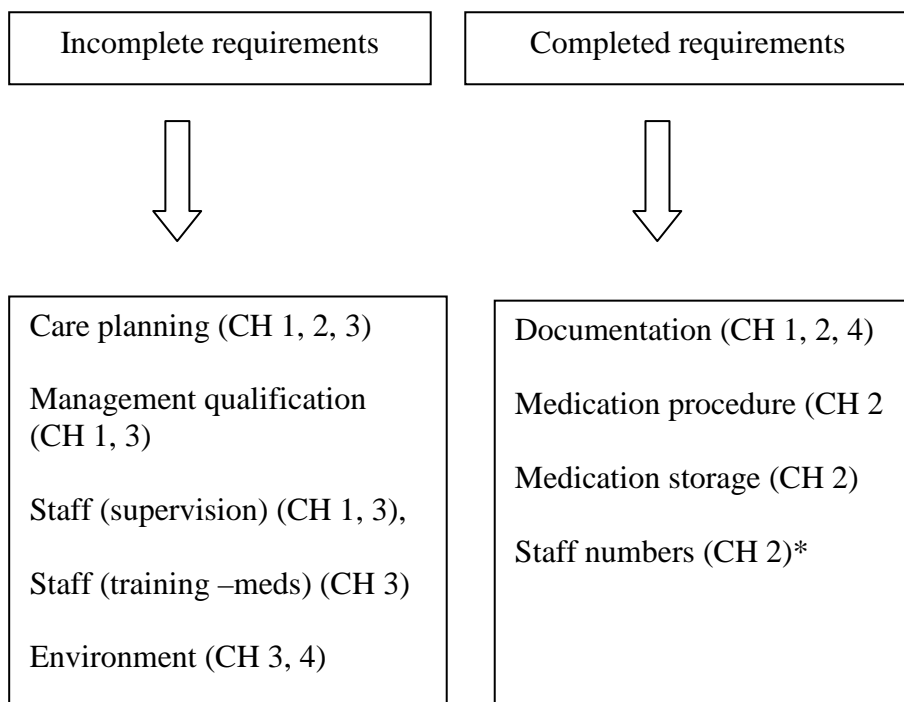 Incomplete requirements
Completed requirements
Care planning (CH 1, 2, 3)
Management qualification
(CH 1, 3)
Staff (supervision) (CH 1, 3),
Staff (training –meds) (CH 3)
Environment (CH 3, 4)
Documentation (CH 1, 2, 4)
Medication procedure (CH 2
Medication storage (CH 2)
Staff numbers (CH 2)*